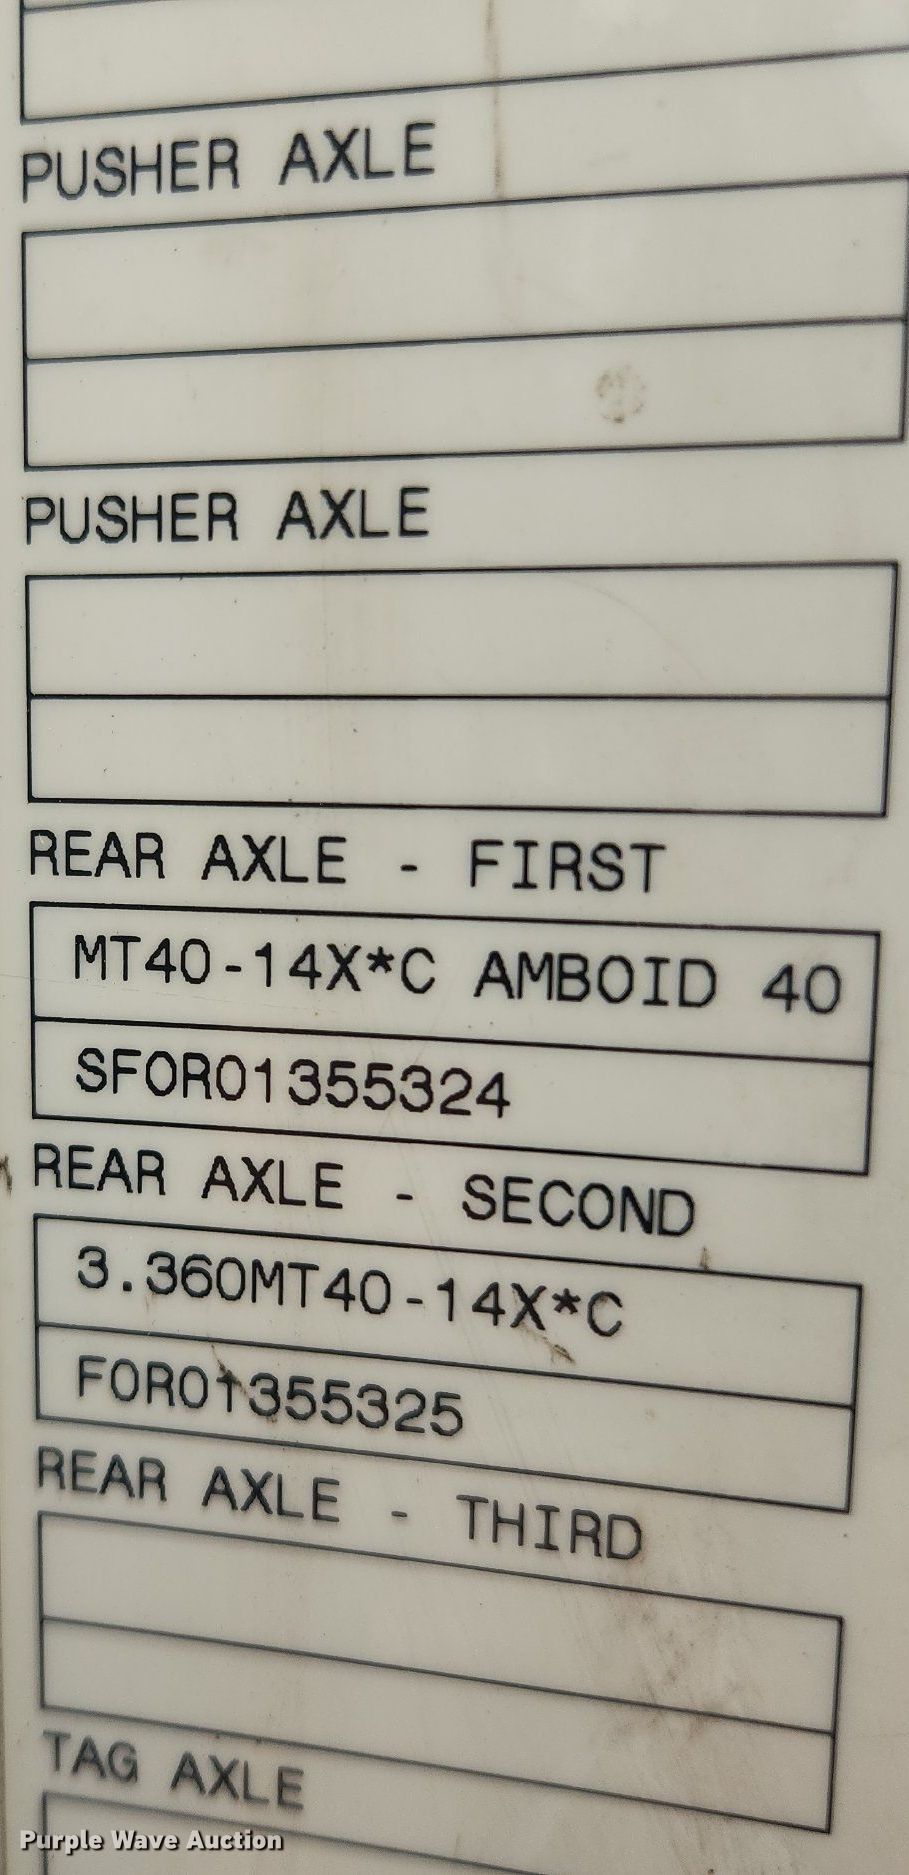 PUSHER AXLE
PUSHER AXLE
REAR AXLE - FIRST
MT40-14X*C AMBOID 40
SFOR01355324
REAR AXLE - SECOND
3.360MT40-14X*C
FOR01355325
REAR AXLE - THIRD
TAG AXLE
Purple Wave Auction